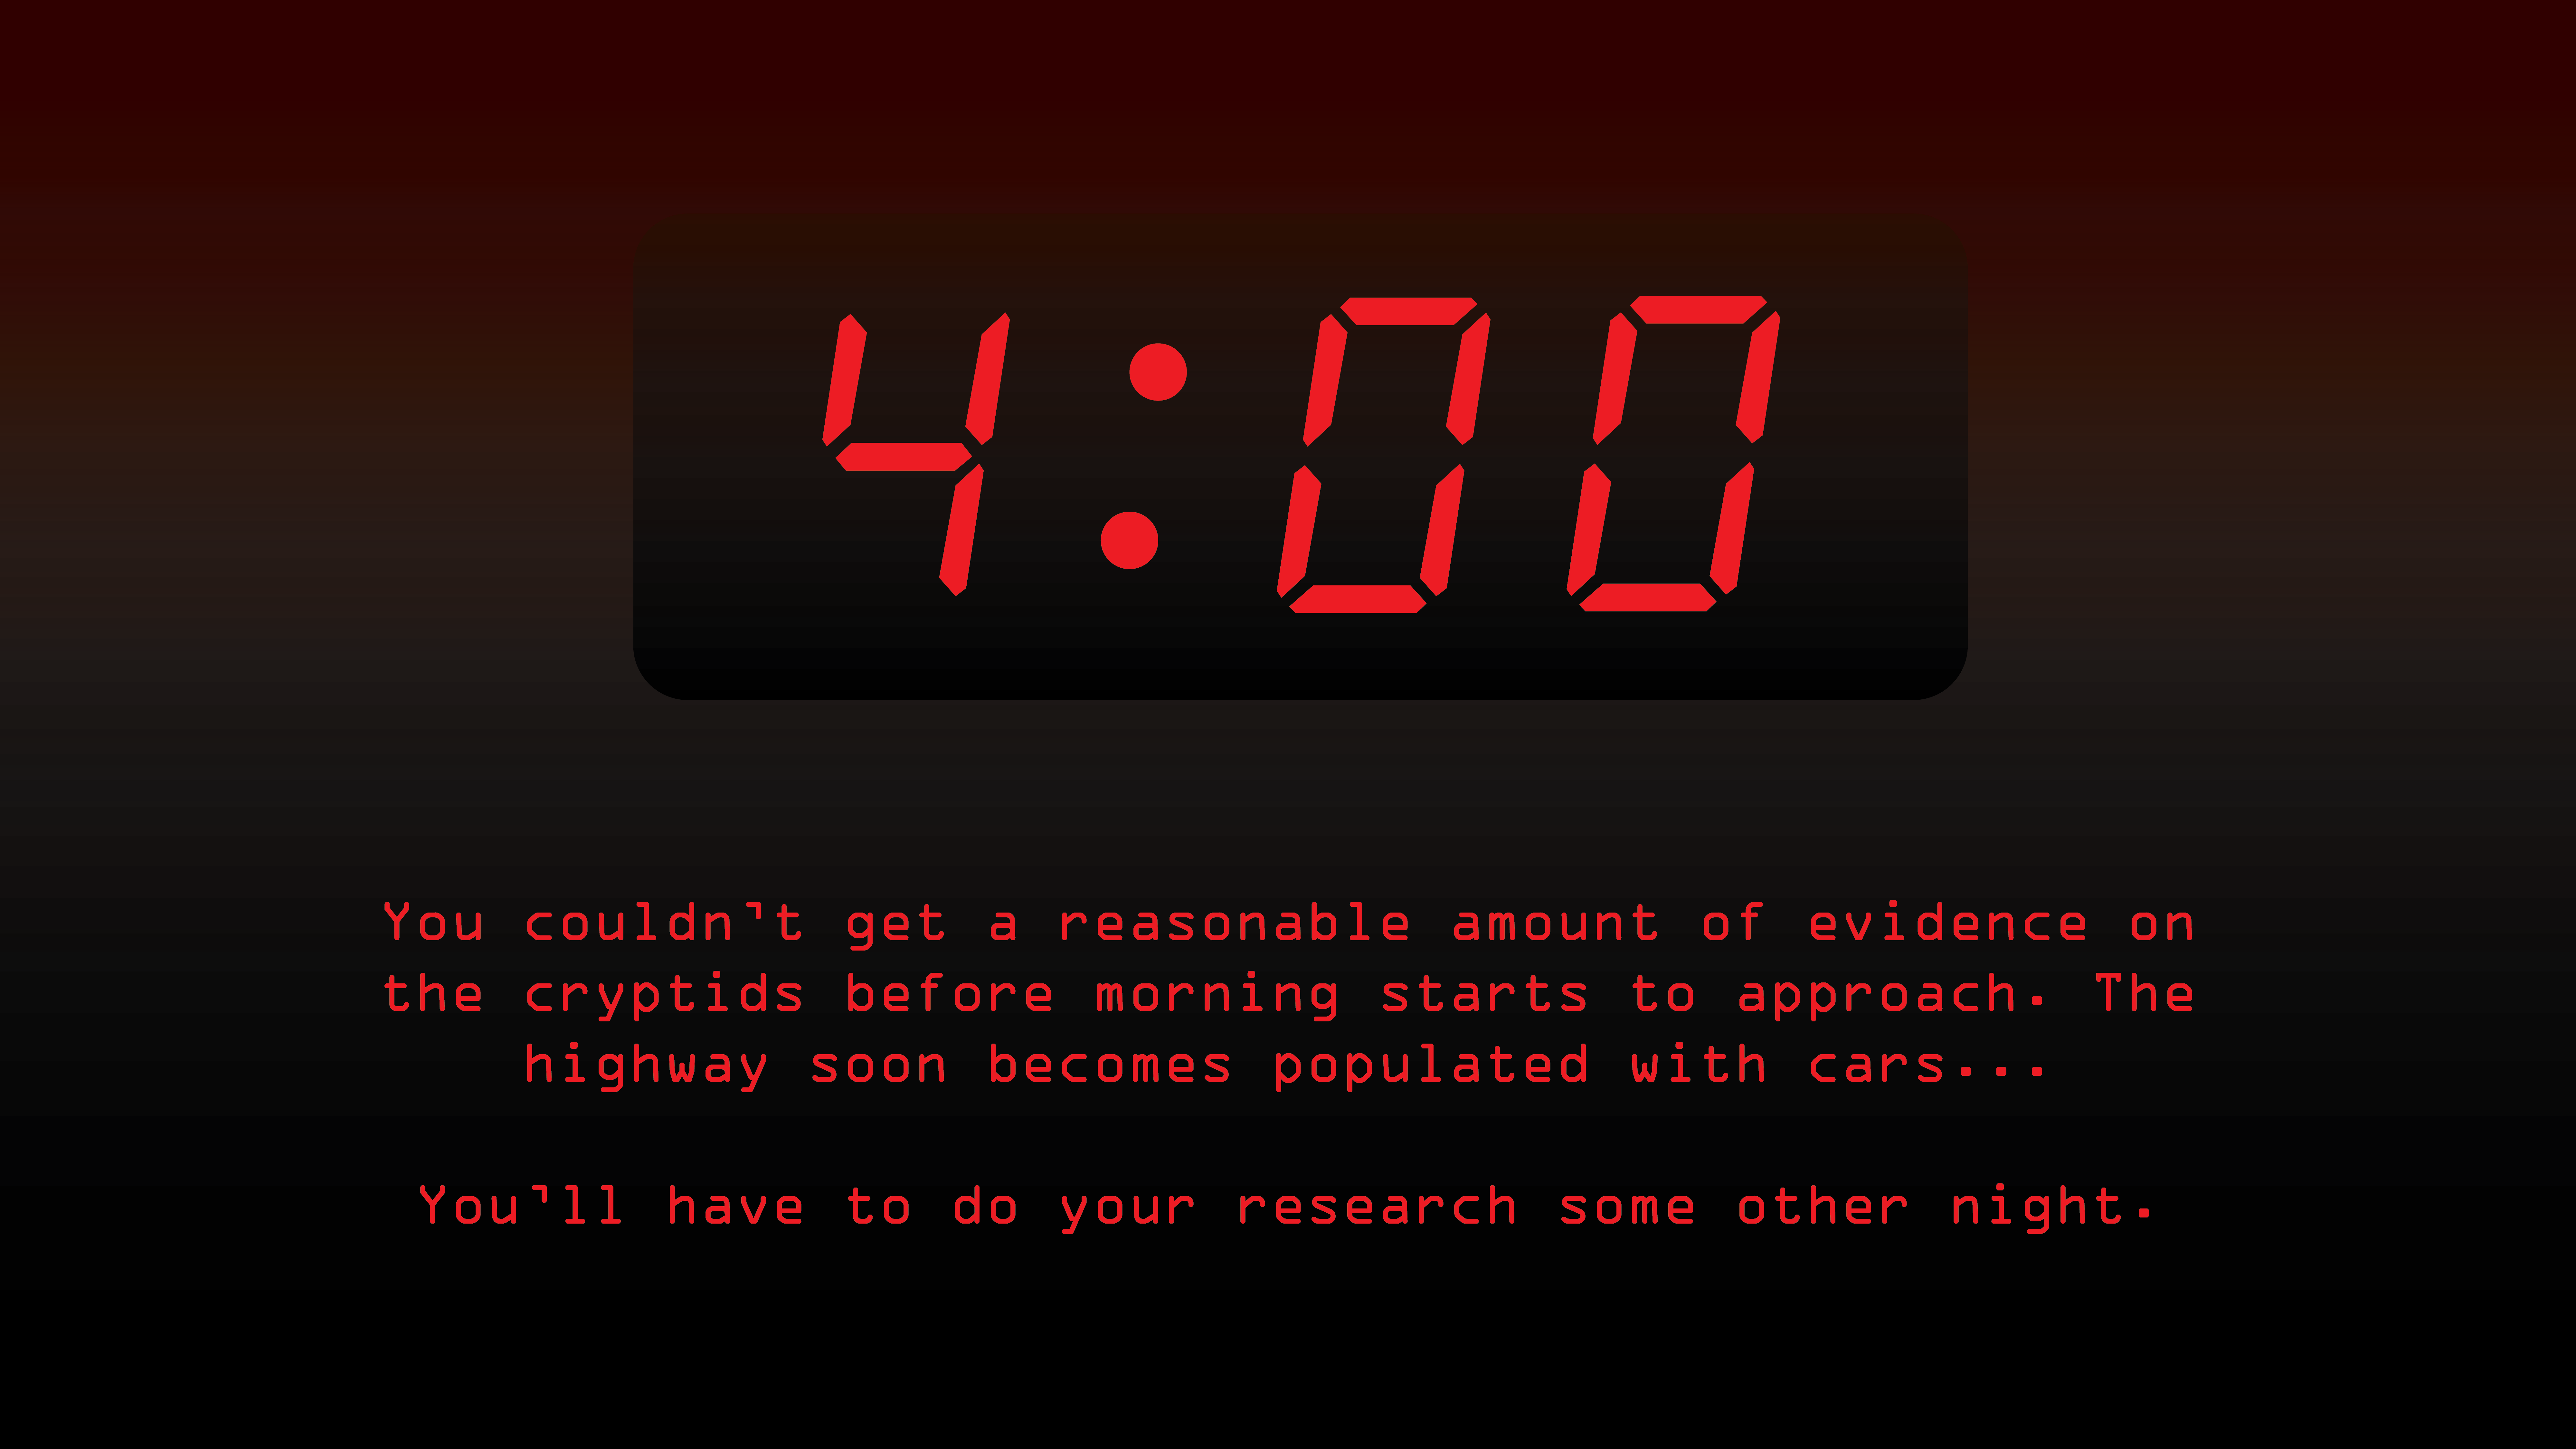 4:00
You couldn't get a reasonable amount of evidence on
the cryptids before morning starts to approach. The
highway soon becomes populated with cars...
You'll have to do your research some other night.